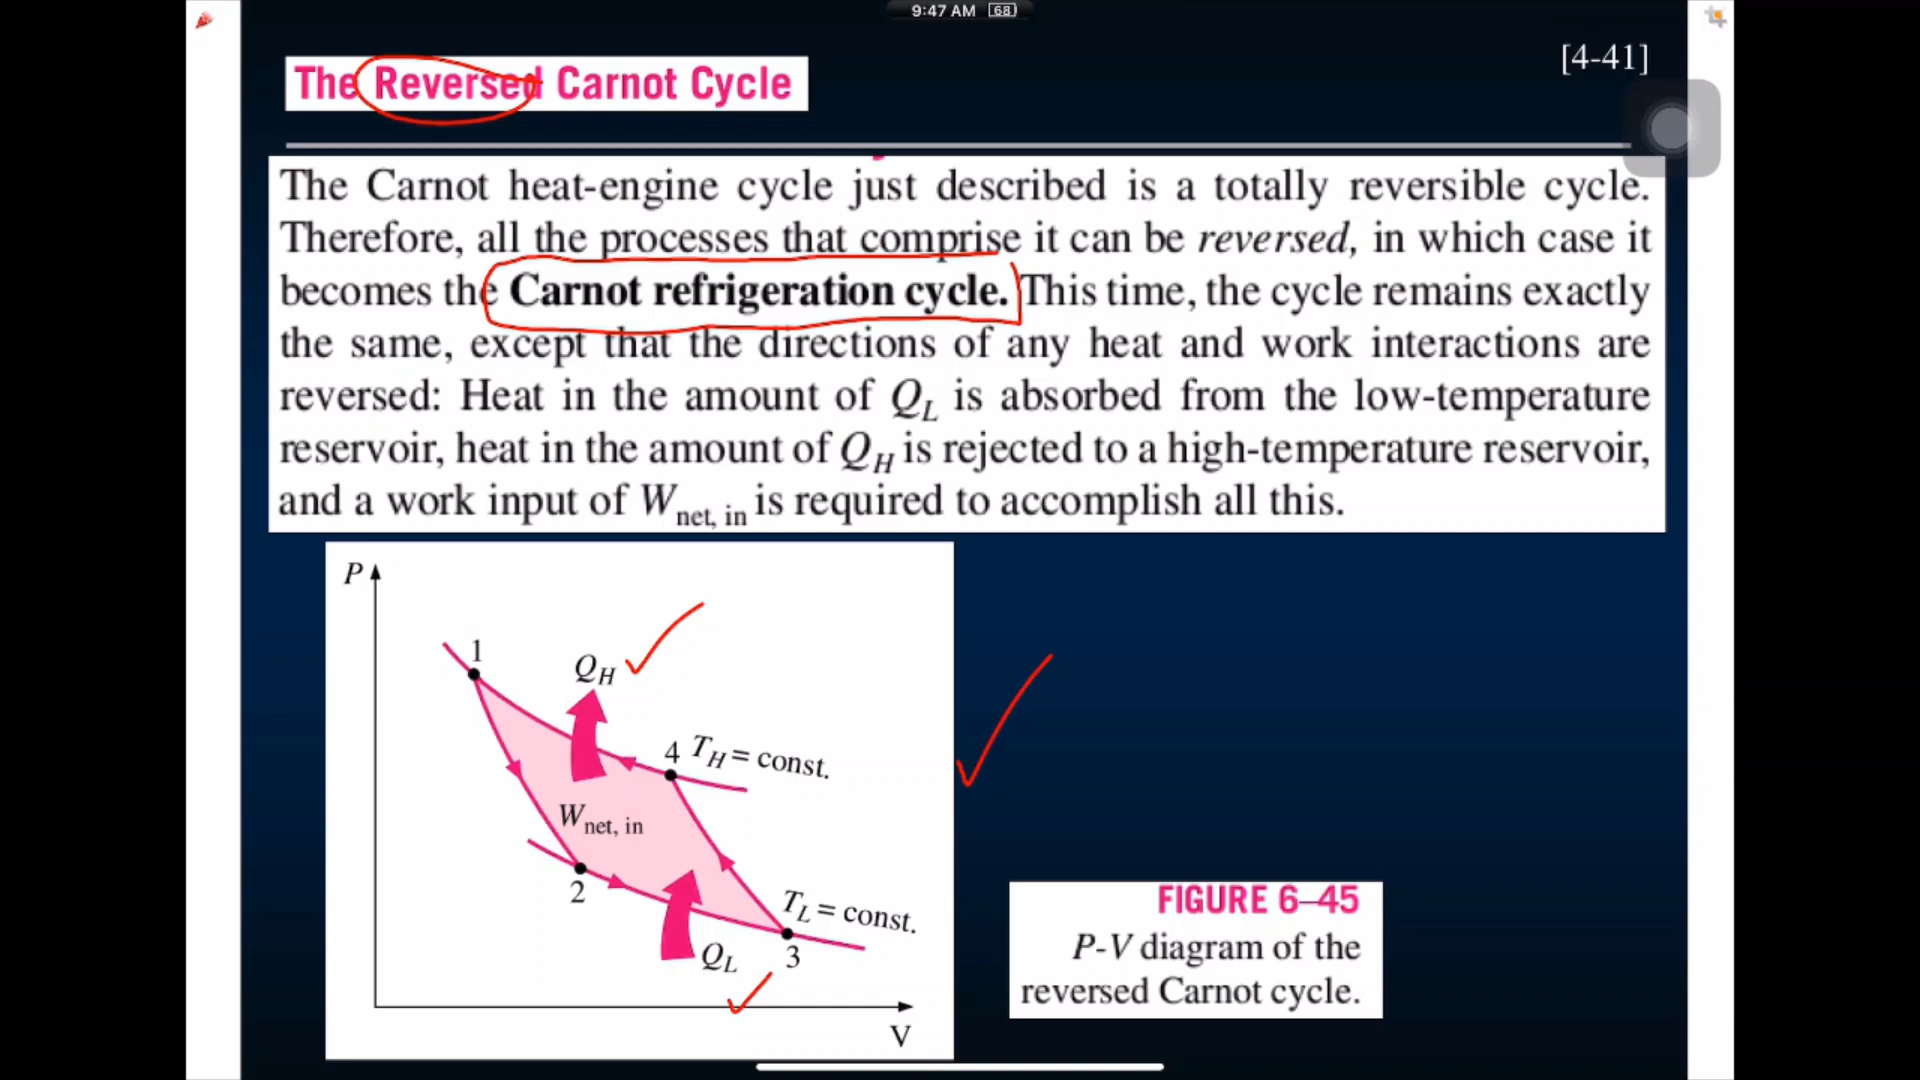 9:47 AM 68
[4-41]
The Reversed Carnot Cycle
The Carnot heat-engine cycle just described is a totally reversible cycle.
Therefore, all the processes that comprise it can be reversed, in which case it
becomes the Carnot refrigeration cycle. This time, the cycle remains exactly
the same, except that the directions of any heat and work interactions are
reversed: Heat in the amount of Q_L is absorbed from the low-temperature
reservoir, heat in the amount of Q_H is rejected to a high-temperature reservoir,
and a work input of W_net, in is required to accomplish all this.
P
1
Q_H
4 T_H = const.
W_net, in
2
T_L = const.
Q_L
3
V
FIGURE 6–45
P-V diagram of the
reversed Carnot cycle.